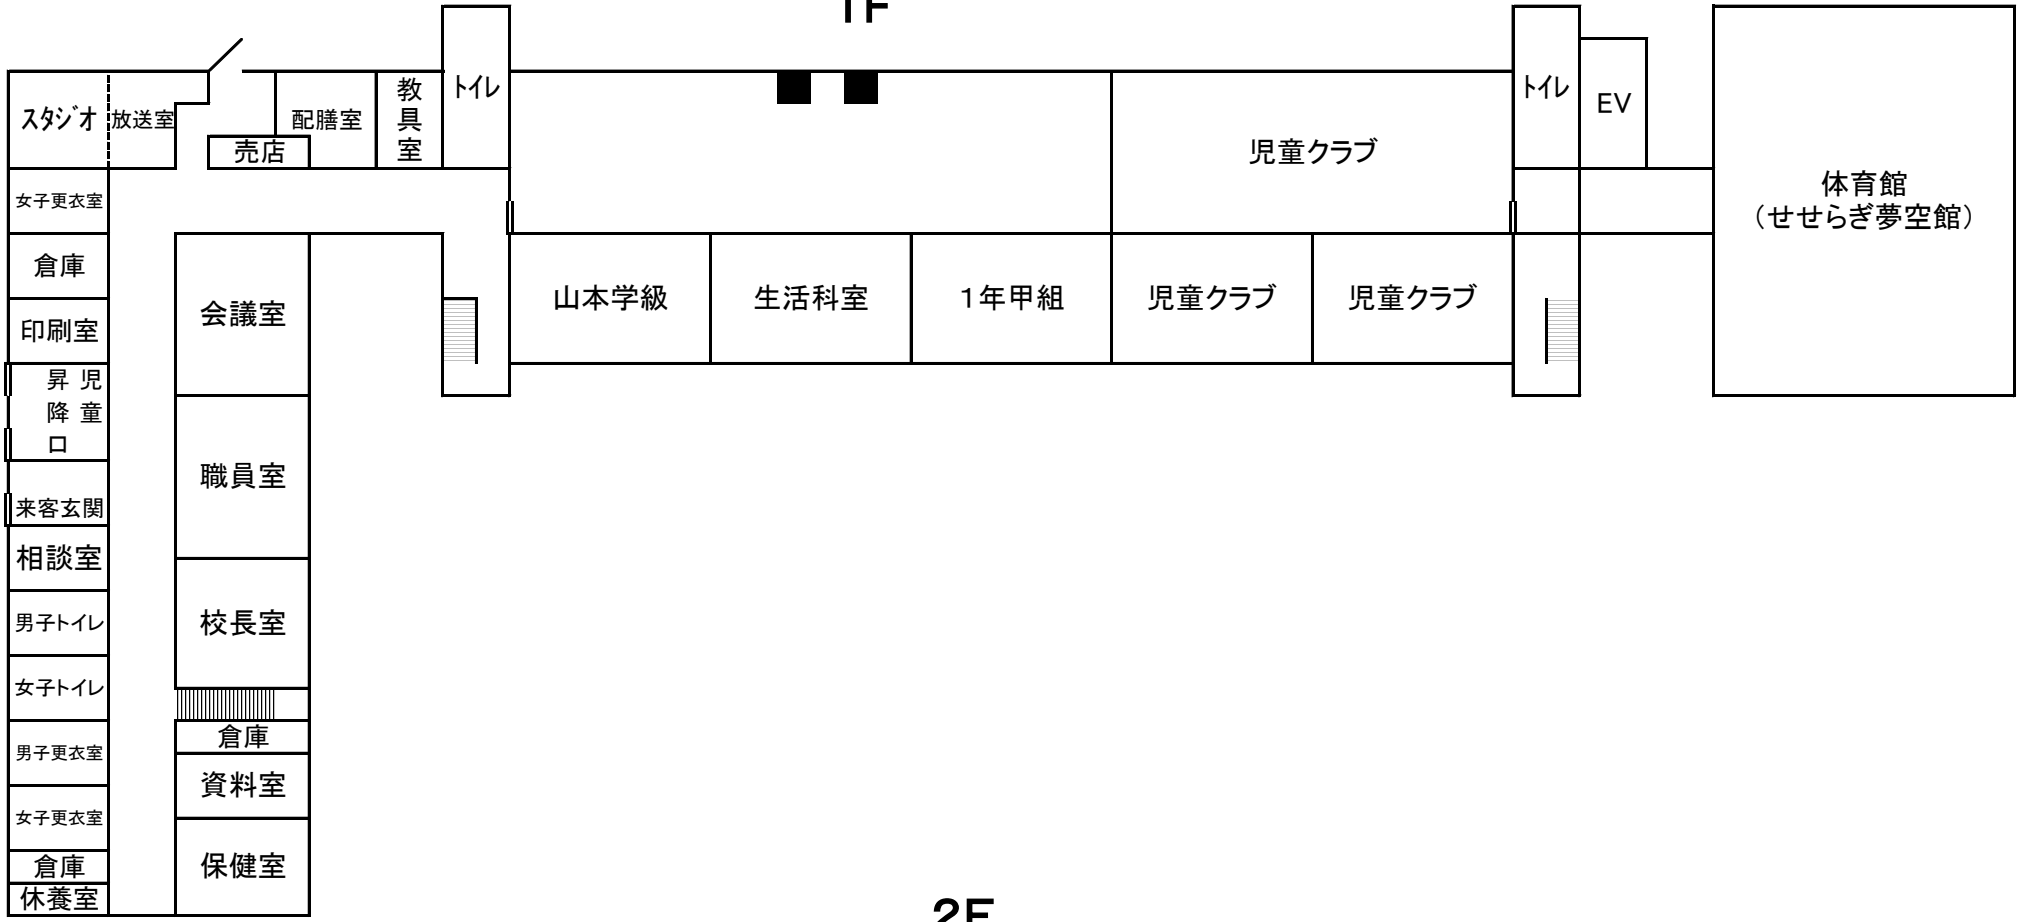 1F
トイレ
トイレ
EV
スタジオ
放送室
配膳室
教具室
売店
児童クラブ
体育館
（せせらぎ夢空館）
女子更衣室
倉庫
印刷室
児童
昇降口
来客玄関
相談室
男子トイレ
女子トイレ
男子更衣室
女子更衣室
倉庫
休養室
会議室
職員室
校長室
倉庫
資料室
保健室
山本学級
生活科室
１年甲組
児童クラブ
児童クラブ
2F